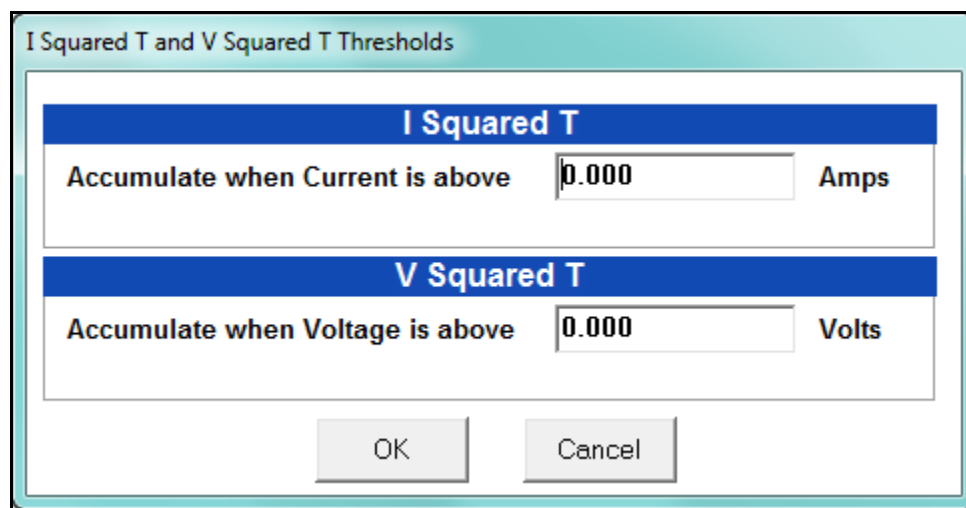 I Squared T and V Squared T Thresholds
I Squared T
Accumulate when Current is above 0.000 Amps
V Squared T
Accumulate when Voltage is above 0.000 Volts
OK Cancel